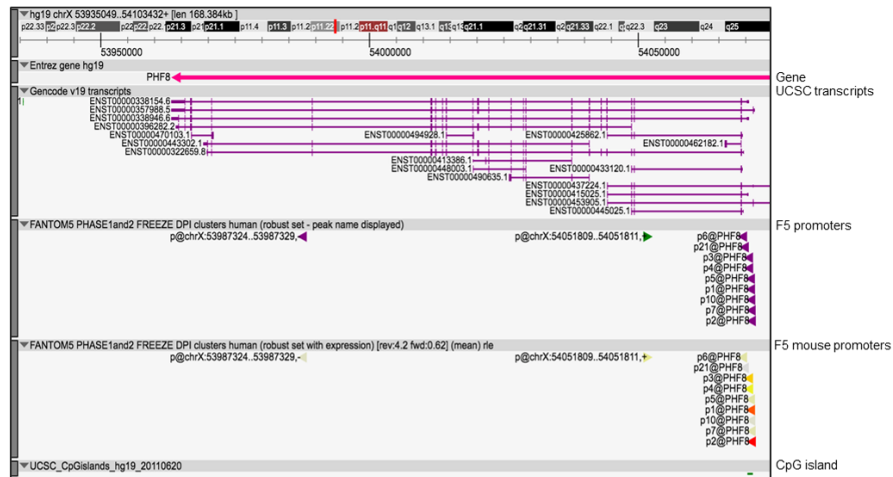 hg19 chrX 53935049..54103432+ [len 168.384kb ]
p22.33 p22.3 p22.2 p21.3 p21.1 p11.4 p11.3 p11.2 p11.q11 q12 q13.1 q21.1 q21.31 q21.33 q22.3 q23 q24 q25
53950000 54000000 54050000
Entrez gene hg19
PHF8 Gene
Gencode v19 transcripts UCSC transcripts
ENST00000338154.6
ENST00000357988.5
ENST00000338946.6
ENST00000396282.2
ENST00000470103.1 ENST00000494928.1 ENST00000425862.1
ENST00000443302.1 ENST00000462182.1
ENST00000322659.8
ENST00000413386.1
ENST00000448003.1 ENST00000433120.1
ENST00000490635.1
ENST00000437224.1
ENST00000415025.1
ENST00000453905.1
ENST00000445025.1
FANTOM5 PHASE1and2 FREEZE DPI clusters human (robust set - peak name displayed) F5 promoters
p@chrX:53987324..53987329,- p@chrX:54051809..54051811,+ p6@PHF8
p21@PHF8
p3@PHF8
p4@PHF8
p5@PHF8
p1@PHF8
p10@PHF8
p7@PHF8
p2@PHF8
FANTOM5 PHASE1and2 FREEZE DPI clusters human (robust set with expression) [rev:4.2 fwd:0.62] (mean) rle F5 mouse promoters
p@chrX:53987324..53987329,- p@chrX:54051809..54051811,+ p6@PHF8
p21@PHF8
p3@PHF8
p4@PHF8
p5@PHF8
p1@PHF8
p10@PHF8
p7@PHF8
p2@PHF8
UCSC_CpGislands_hg19_20110620 CpG island